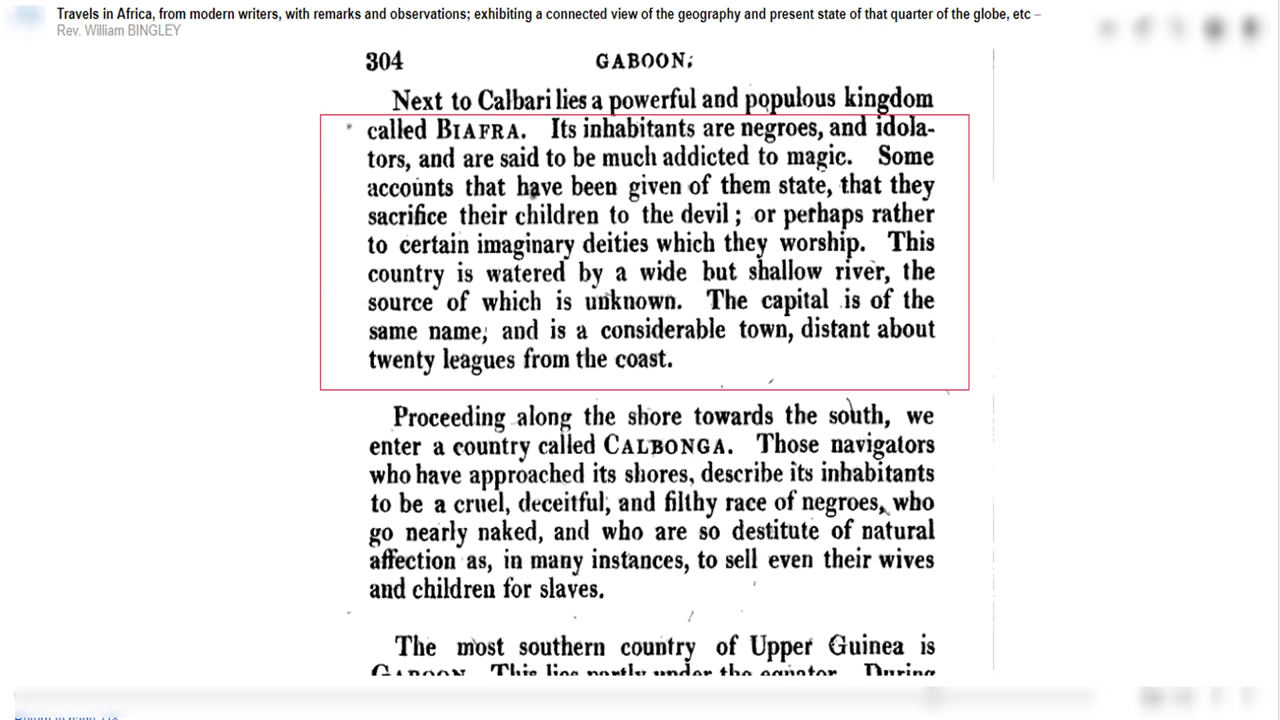 Travels in Africa, from modern writers, with remarks and observations; exhibiting a connected view of the geography and present state of that quarter of the globe, etc –
Rev. William BINGLEY
304 GABOON;
Next to Calbari lies a powerful and populous kingdom
called BIAFRA. Its inhabitants are negroes, and idola-
tors, and are said to be much addicted to magic. Some
accounts that have been given of them state, that they
sacrifice their children to the devil; or perhaps rather
to certain imaginary deities which they worship. This
country is watered by a wide but shallow river, the
source of which is unknown. The capital is of the
same name; and is a considerable town, distant about
twenty leagues from the coast.
Proceeding along the shore towards the south, we
enter a country called CALBONGA. Those navigators
who have approached its shores, describe its inhabitants
to be a cruel, deceitful, and filthy race of negroes, who
go nearly naked, and who are so destitute of natural
affection as, in many instances, to sell even their wives
and children for slaves.
The most southern country of Upper Guinea is
GABOON. This lies partly under the equator. During